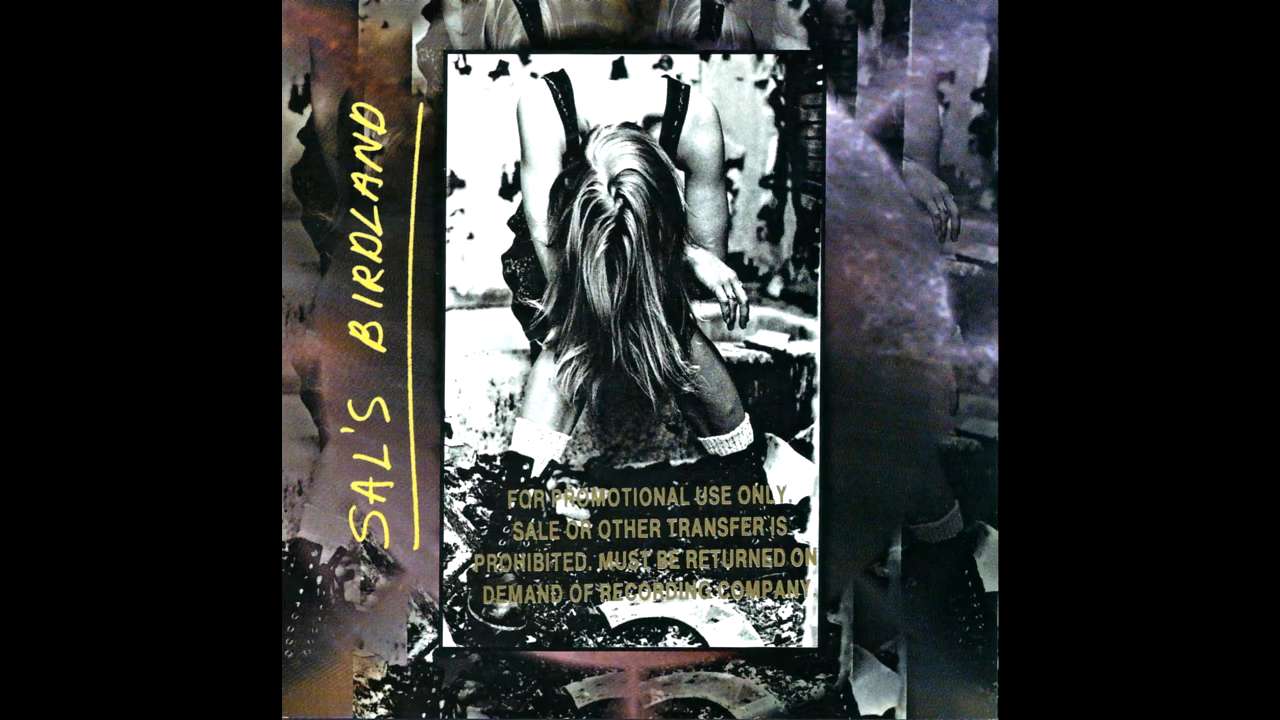 SAL'S BIRDLAND
FOR PROMOTIONAL USE ONLY.
SALE OR OTHER TRANSFER IS
PROHIBITED. MUST BE RETURNED ON
DEMAND OF RECORDING COMPANY.